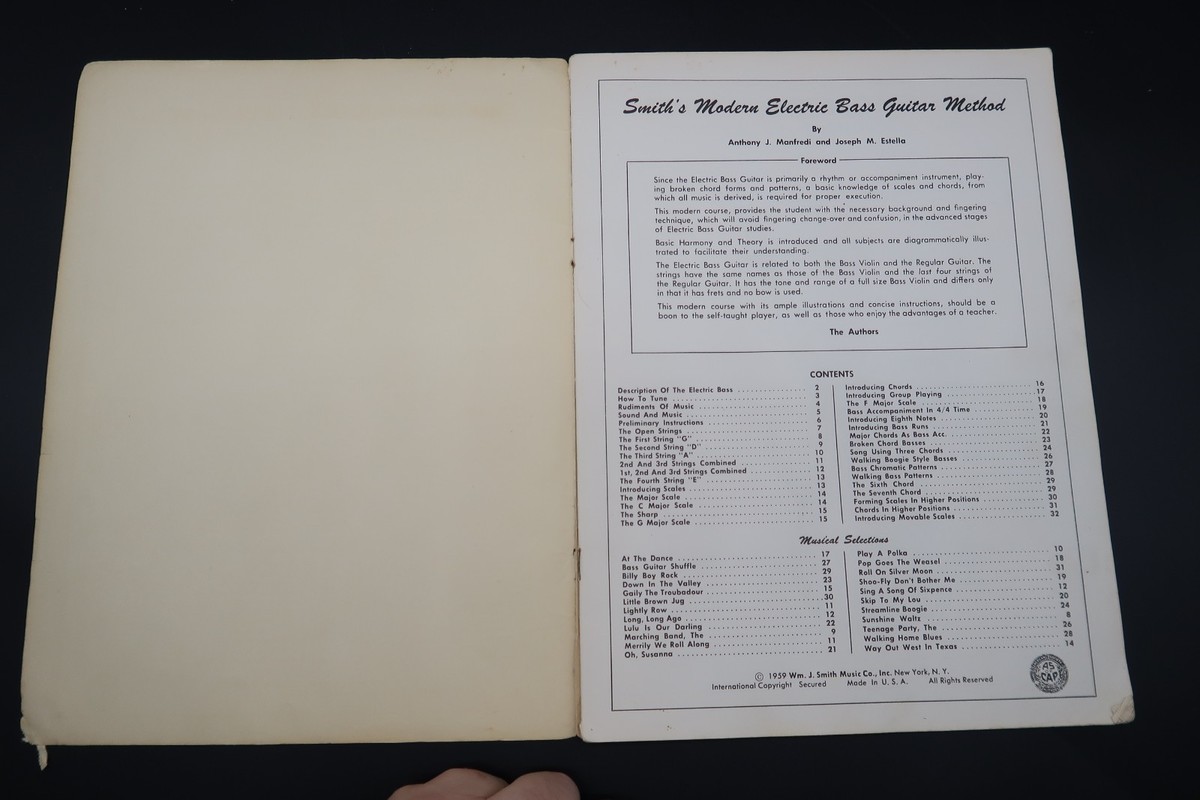 Smith's Modern Electric Bass Guitar Method
By
Anthony J. Manfredi and Joseph M. Estella
Foreword
Since the Electric Bass Guitar is primarily a rhythm or accompaniment instrument, play-
ing broken chord forms and patterns, a basic knowledge of scales and chords, from
which all music is derived, is required for proper execution.
This modern course, provides the student with the necessary background and fingering
technique, which will avoid fingering change-over and confusion, in the advanced stages
of Electric Bass Guitar studies.
Basic Harmony and Theory is introduced and all subjects are diagrammatically illus-
trated to facilitate their understanding.
The Electric Bass Guitar is related to both the Bass Violin and the Regular Guitar. The
strings have the same names as those of the Bass Violin and the last four strings of
the Regular Guitar. It has the tone and range of a full size Bass Violin and differs only
in that it has frets and no bow is used.
This modern course with its ample illustrations and concise instructions, should be a
boon to the self-taught player, as well as those who enjoy the advantages of a teacher.
The Authors
CONTENTS
Description Of The Electric Bass 2
How To Tune 3
Rudiments Of Music 4
Sound And Music 5
Preliminary Instructions 6
The Open Strings 7
The First String "G" 8
The Second String "D" 9
The Third String "A" 10
2nd And 3rd Strings Combined 11
1st, 2nd And 3rd Strings Combined 12
The Fourth String "E" 13
Introducing Scales 13
The Major Scale 14
The C Major Scale 14
The Sharp 15
The G Major Scale 15
Introducing Chords 16
Introducing Group Playing 17
The F Major Scale 18
Bass Accompaniment In 4/4 Time 19
Introducing Eighth Notes 20
Introducing Bass Runs 21
Major Chords As Bass Acc. 22
Broken Chord Basses 23
Song Using Three Chords 24
Walking Boogie Style Basses 26
Bass Chromatic Patterns 27
Walking Bass Patterns 28
The Sixth Chord 29
The Seventh Chord 29
Forming Scales In Higher Positions 30
Chords In Higher Positions 31
Introducing Movable Scales 32
Musical Selections
At The Dance 17
Bass Guitar Shuffle 27
Billy Boy Rock 29
Down In The Valley 23
Gaily The Troubadour 15
Little Brown Jug 30
Lightly Row 11
Long, Long Ago 12
Lulu Is Our Darling 22
Marching Band, The 9
Merrily We Roll Along 11
Oh, Susanna 21
Play A Polka 10
Pop Goes The Weasel 18
Roll On Silver Moon 31
Shoo-Fly Don't Bother Me 19
Sing A Song Of Sixpence 12
Skip To My Lou 20
Streamline Boogie 24
Sunshine Waltz 8
Teenage Party, The 26
Walking Home Blues 28
Way Out West In Texas 14
© 1959 Wm. J. Smith Music Co., Inc. New York, N. Y.
International Copyright Secured Made In U. S. A. All Rights Reserved
AS
CAP